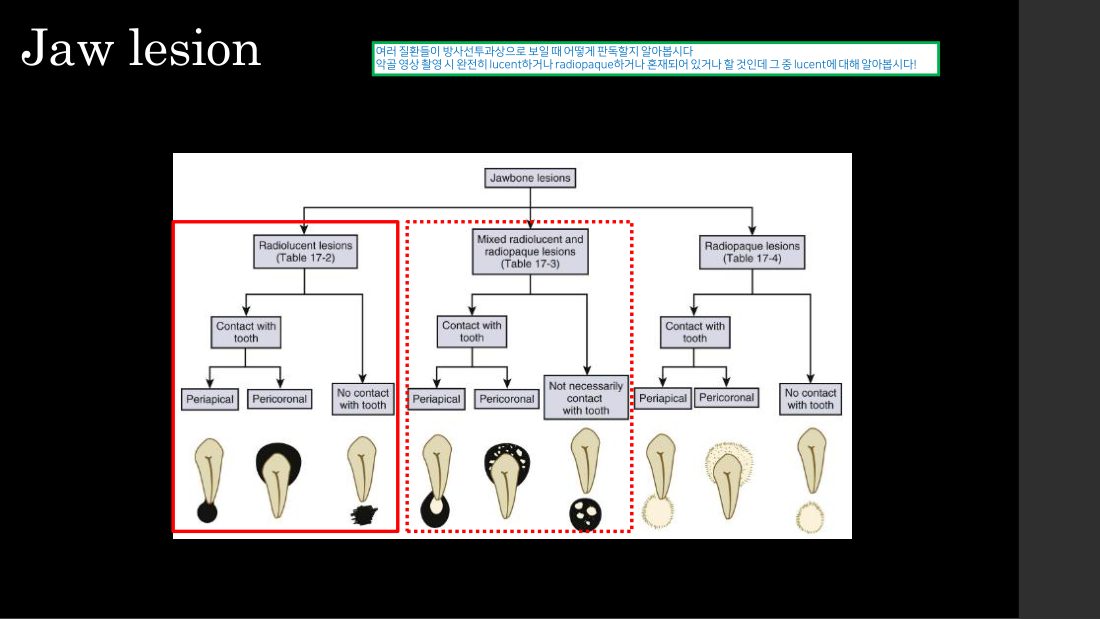 Jaw lesion
여러 질환들이 방사선투과상으로 보일 때 어떻게 판독할지 알아봅시다
악골 영상 촬영 시 완전히 lucent하거나 radiopaque하거나 혼재되어 있거나 할 것인데 그 중 lucent에 대해 알아봅시다!
Jawbone lesions
Radiolucent lesions
(Table 17-2)
Contact with
tooth
Periapical
Pericoronal
No contact
with tooth
Mixed radiolucent and
radiopaque lesions
(Table 17-3)
Contact with
tooth
Periapical
Pericoronal
Not necessarily
contact
with tooth
Radiopaque lesions
(Table 17-4)
Contact with
tooth
Periapical
Pericoronal
No contact
with tooth